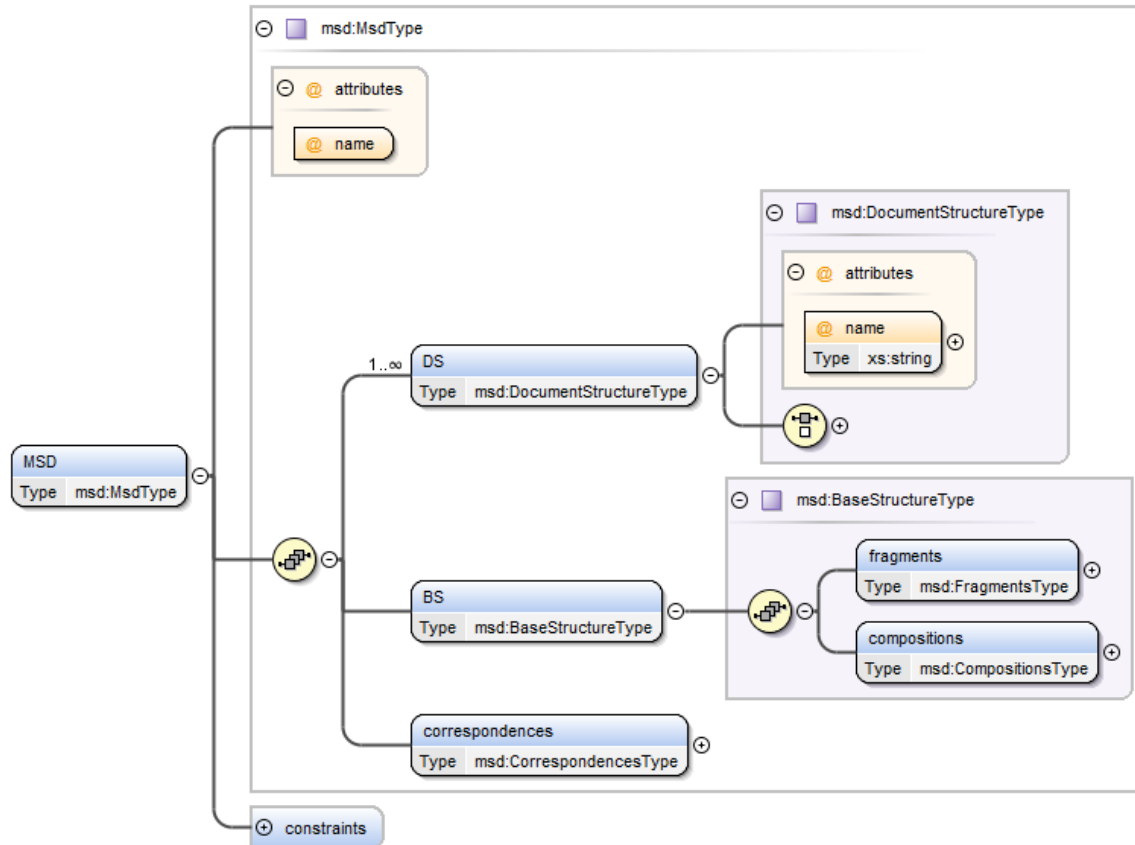 msd:MsdType
@ attributes
@ name
msd:DocumentStructureType
@ attributes
@ name
Type xs:string
1..∞
DS
Type msd:DocumentStructureType
MSD
Type msd:MsdType
msd:BaseStructureType
fragments
Type msd:FragmentsType
BS
Type msd:BaseStructureType
compositions
Type msd:CompositionsType
correspondences
Type msd:CorrespondencesType
constraints